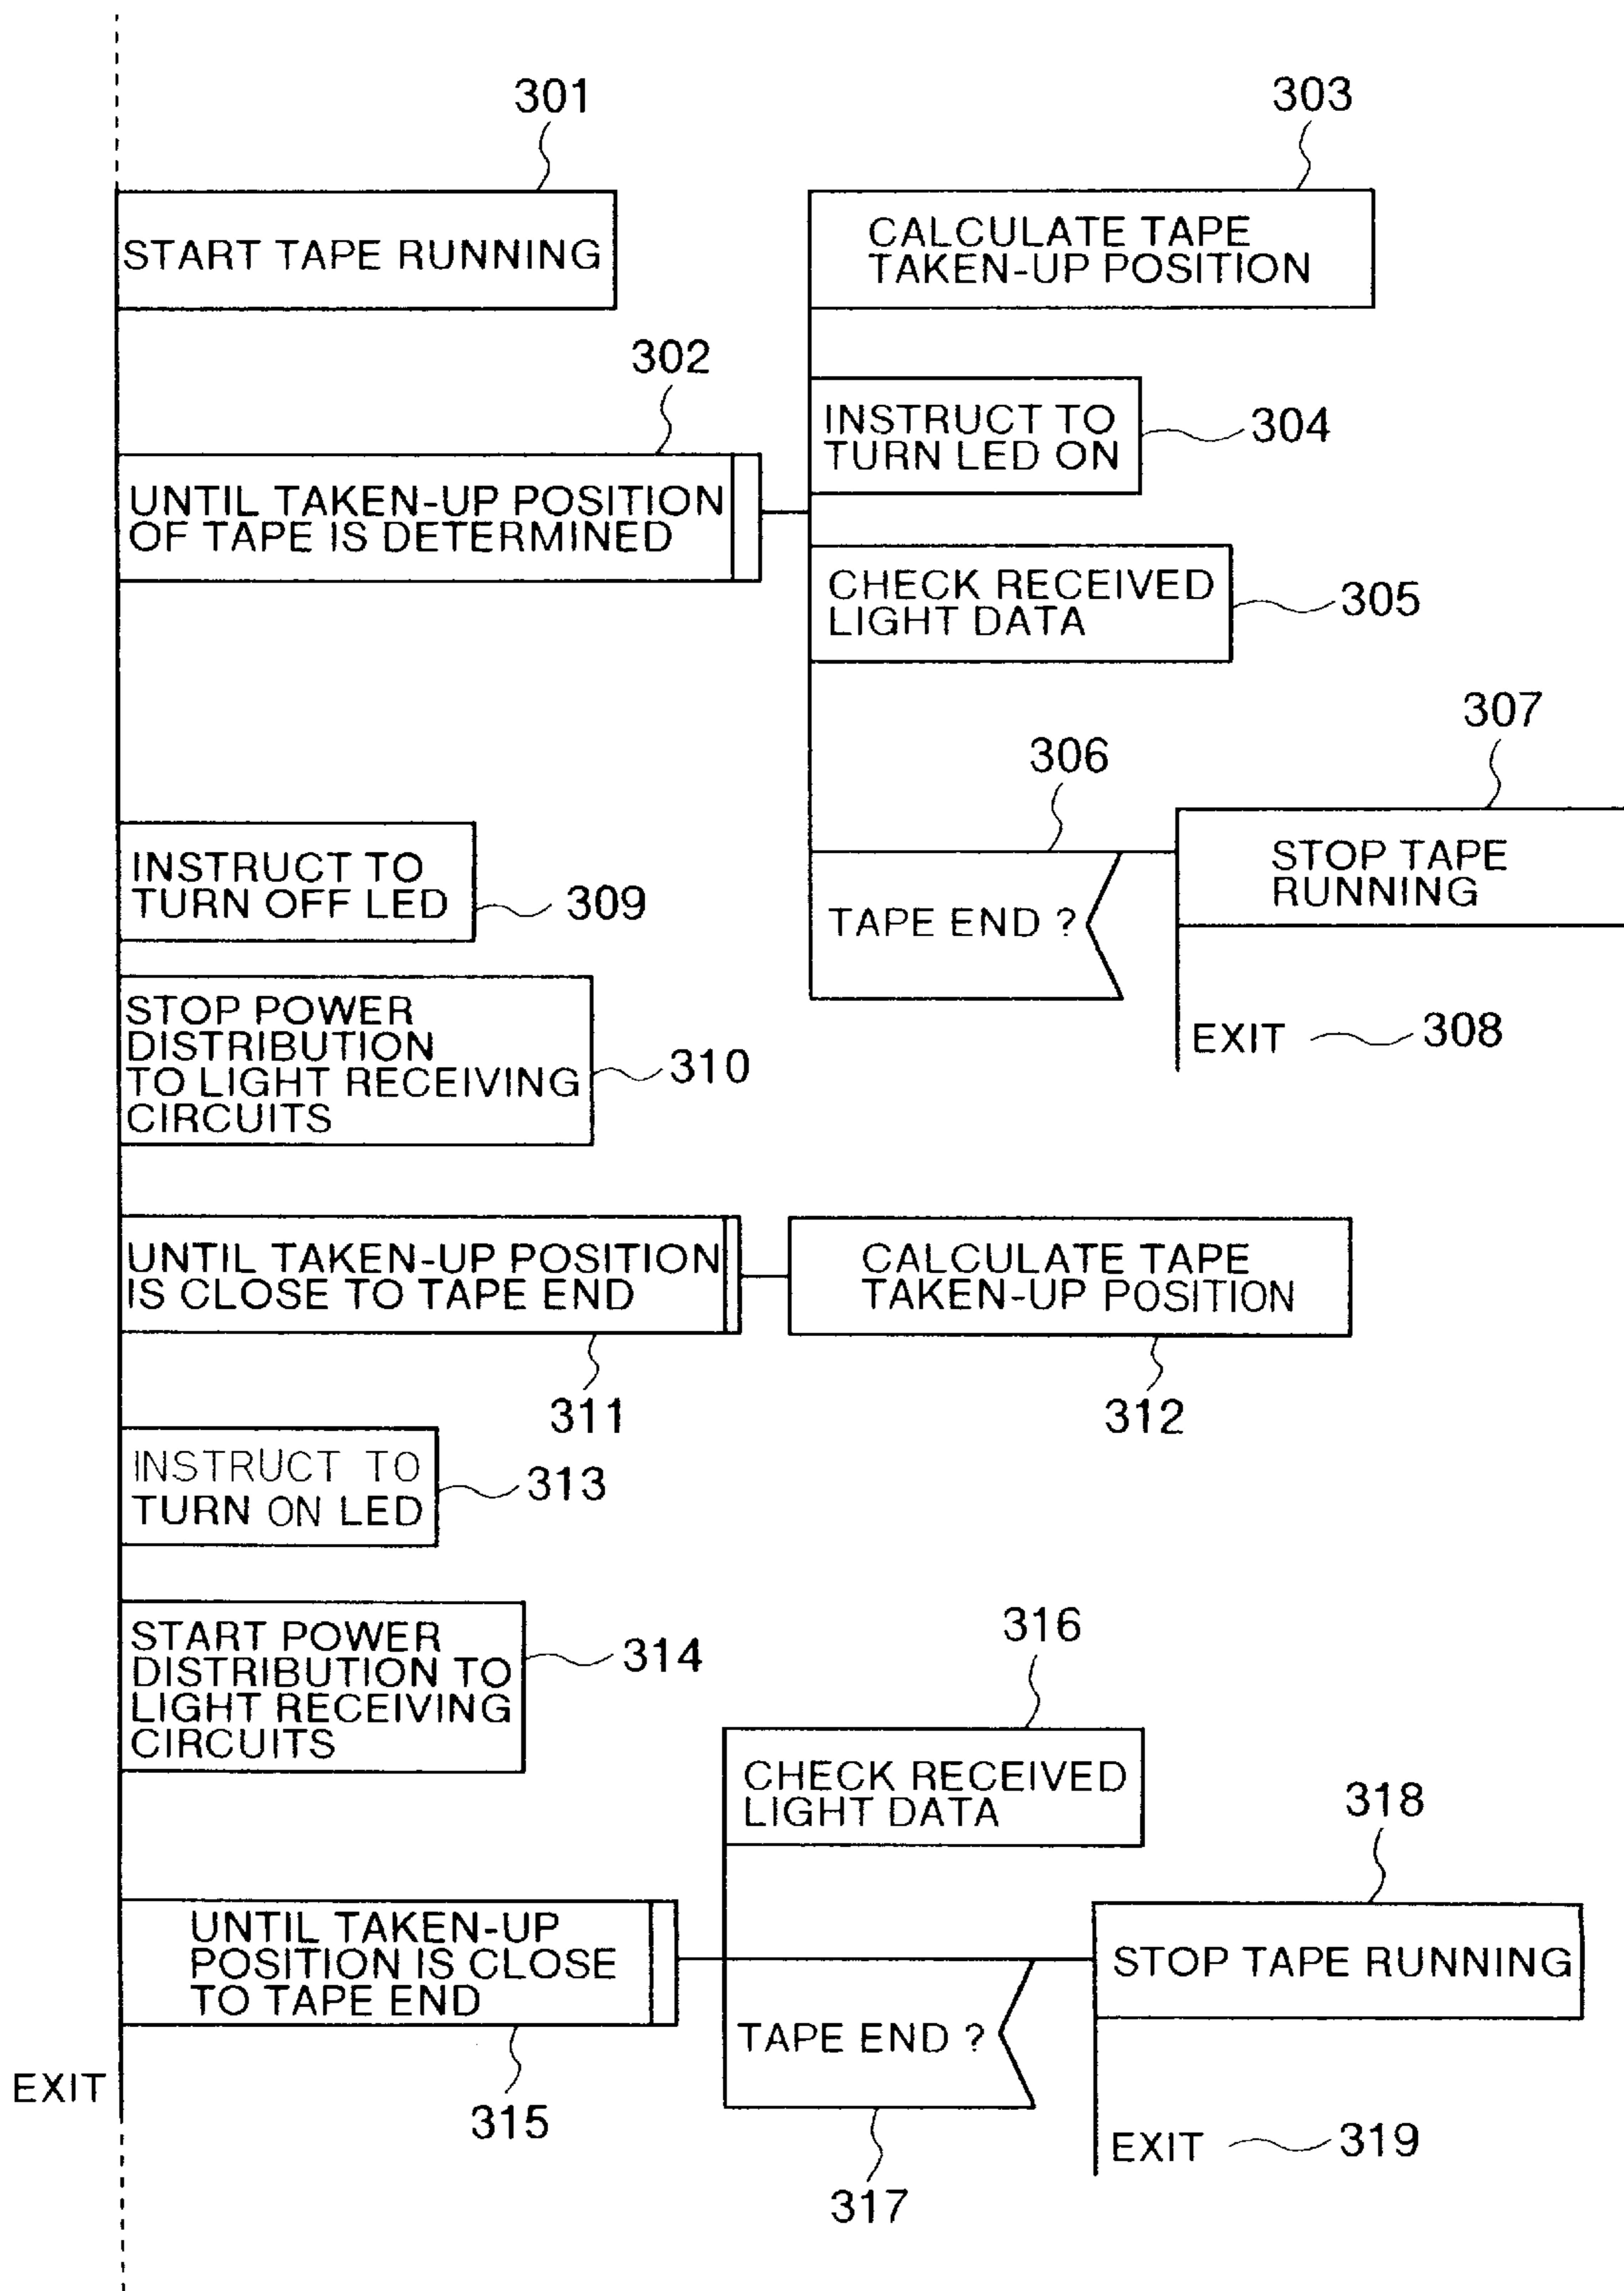 301
START TAPE RUNNING
303
CALCULATE TAPE
TAKEN-UP POSITION
302
UNTIL TAKEN-UP POSITION
OF TAPE IS DETERMINED
INSTRUCT TO
TURN LED ON
304
CHECK RECEIVED
LIGHT DATA
305
306
TAPE END ?
307
STOP TAPE
RUNNING
EXIT
308
INSTRUCT TO
TURN OFF LED
309
STOP POWER
DISTRIBUTION
TO LIGHT RECEIVING
CIRCUITS
310
UNTIL TAKEN-UP POSITION
IS CLOSE TO TAPE END
311
CALCULATE TAPE
TAKEN-UP POSITION
312
INSTRUCT TO
TURN ON LED
313
START POWER
DISTRIBUTION TO
LIGHT RECEIVING
CIRCUITS
314
316
CHECK RECEIVED
LIGHT DATA
UNTIL TAKEN-UP
POSITION IS CLOSE
TO TAPE END
315
TAPE END ?
317
318
STOP TAPE RUNNING
EXIT
319
EXIT